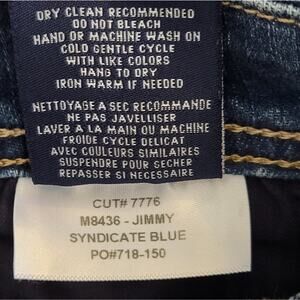 DRY CLEAN RECOMMENDED
DO NOT BLEACH
HAND OR MACHINE WASH ON
COLD GENTLE CYCLE
WITH LIKE COLORS
HANG TO DRY
IRON WARM IF NEEDED
NETTOYAGE A SEC RECOMMANDE
NE PAS JAVELLISER
LAVER A LA MAIN OU MACHINE
FROIDE CYCLE DELICAT
AVEC COULEURS SIMILAIRES
SUSPENDRE POUR SECHER
REPASSER SI NECESSAIRE
CUT# 7776
M8436 - JIMMY
SYNDICATE BLUE
PO#718-150